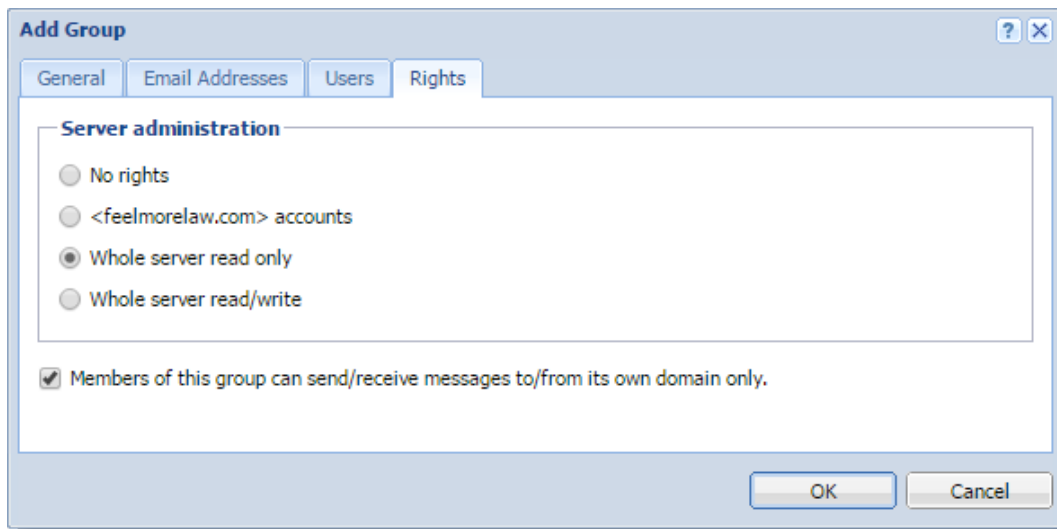 Add Group
?
General Email Addresses Users Rights
Server administration
No rights
<feelmorelaw.com> accounts
Whole server read only
Whole server read/write
Members of this group can send/receive messages to/from its own domain only.
OK Cancel